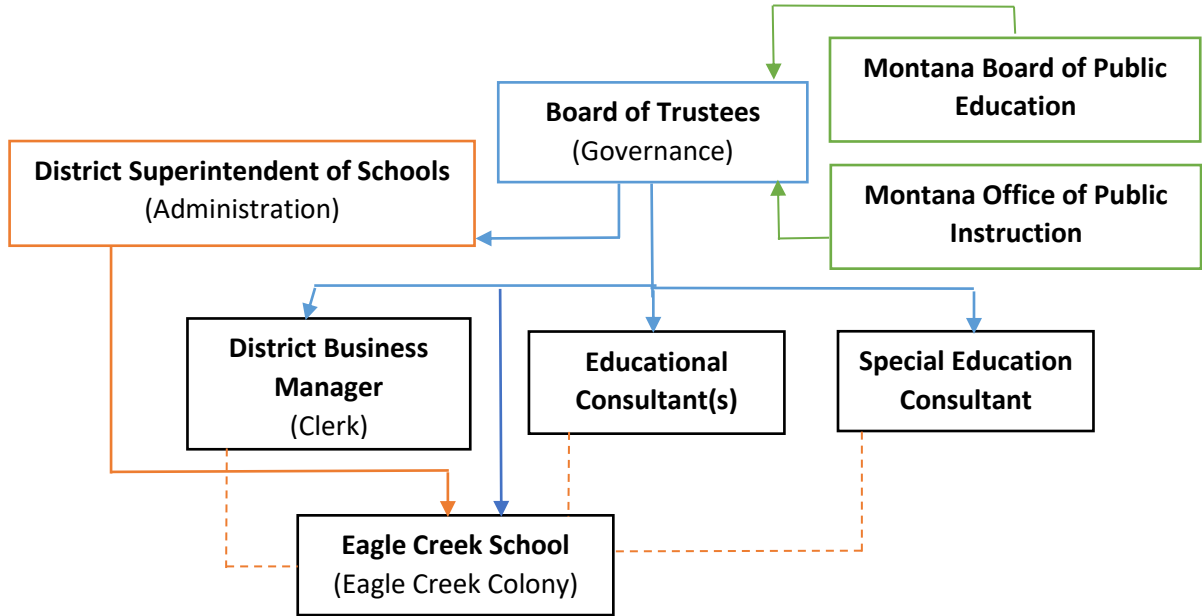 Montana Board of Public
Education
Board of Trustees
(Governance)
District Superintendent of Schools
(Administration)
Montana Office of Public
Instruction
District Business
Manager
(Clerk)
Educational
Consultant(s)
Special Education
Consultant
Eagle Creek School
(Eagle Creek Colony)